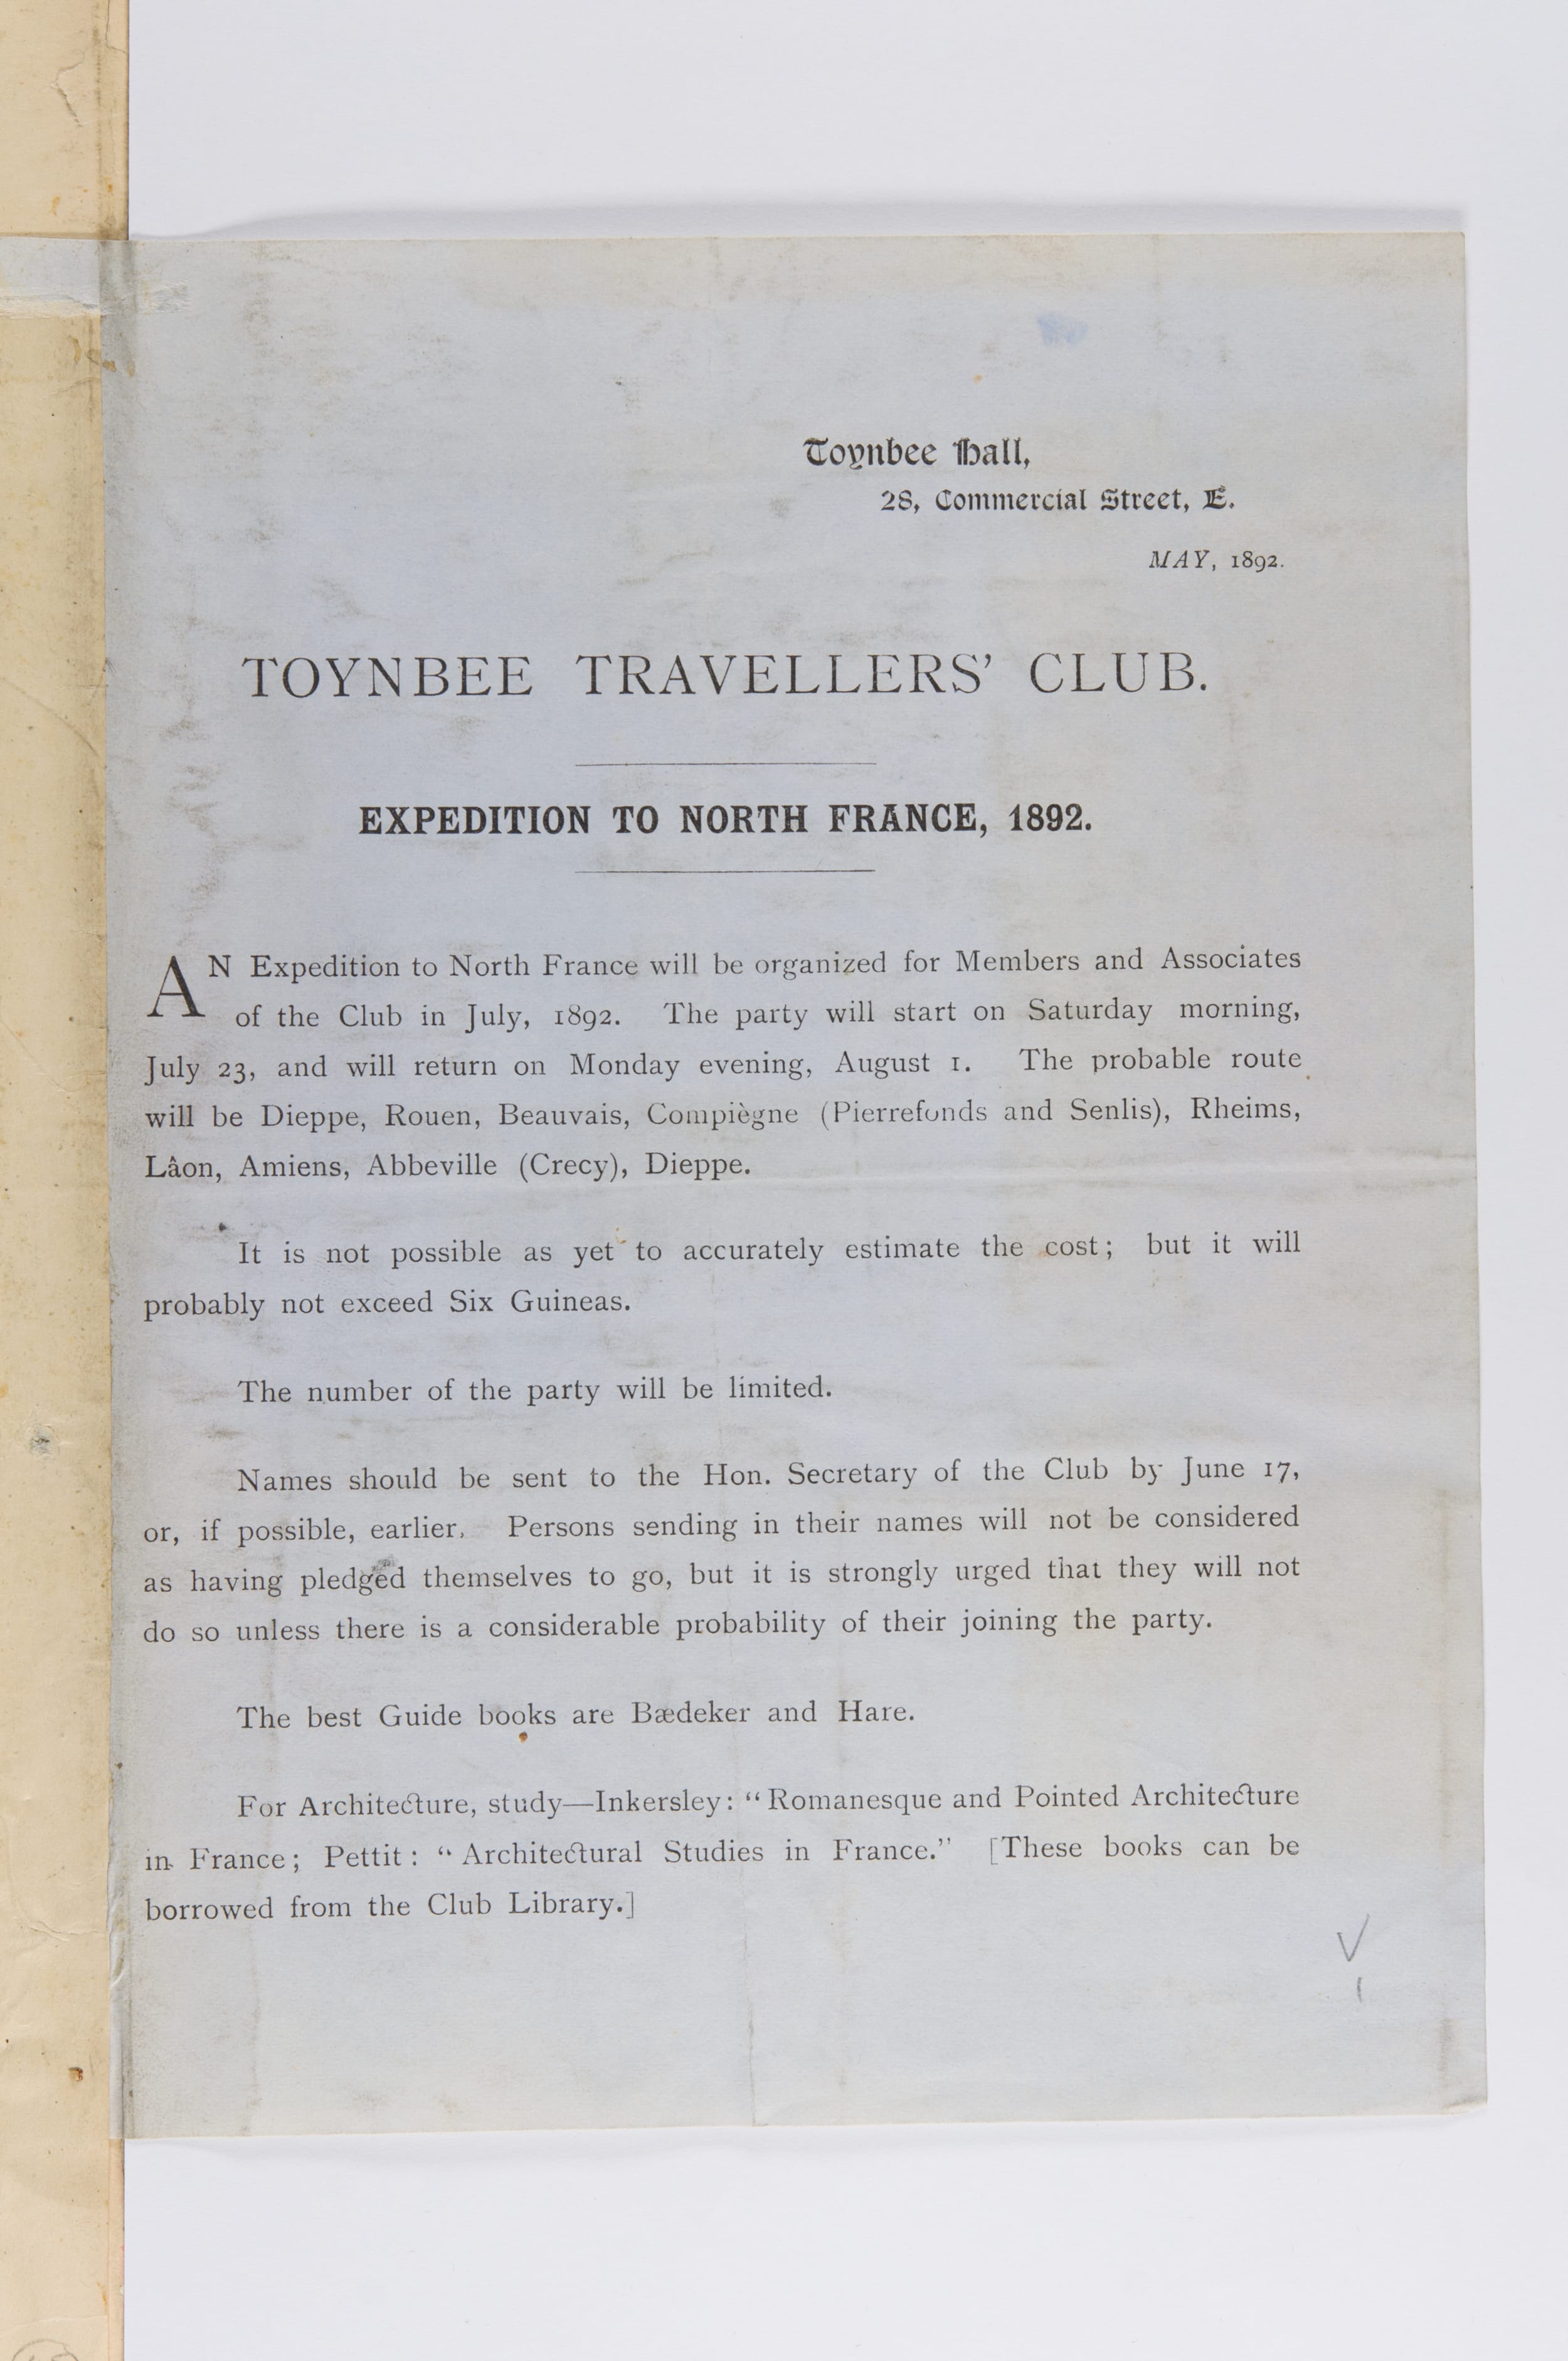 Toynbee Hall,
28, Commercial Street, E.
MAY, 1892.
TOYNBEE TRAVELLERS' CLUB.
EXPEDITION TO NORTH FRANCE, 1892.
AN Expedition to North France will be organized for Members and Associates
of the Club in July, 1892. The party will start on Saturday morning,
July 23, and will return on Monday evening, August 1. The probable route
will be Dieppe, Rouen, Beauvais, Compiègne (Pierrefonds and Senlis), Rheims,
Lâon, Amiens, Abbeville (Crecy), Dieppe.
It is not possible as yet to accurately estimate the cost; but it will
probably not exceed Six Guineas.
The number of the party will be limited.
Names should be sent to the Hon. Secretary of the Club by June 17,
or, if possible, earlier. Persons sending in their names will not be considered
as having pledged themselves to go, but it is strongly urged that they will not
do so unless there is a considerable probability of their joining the party.
The best Guide books are Bædeker and Hare.
For Architecture, study—Inkersley: "Romanesque and Pointed Architecture
in France; Pettit: "Architectural Studies in France." [These books can be
borrowed from the Club Library.]